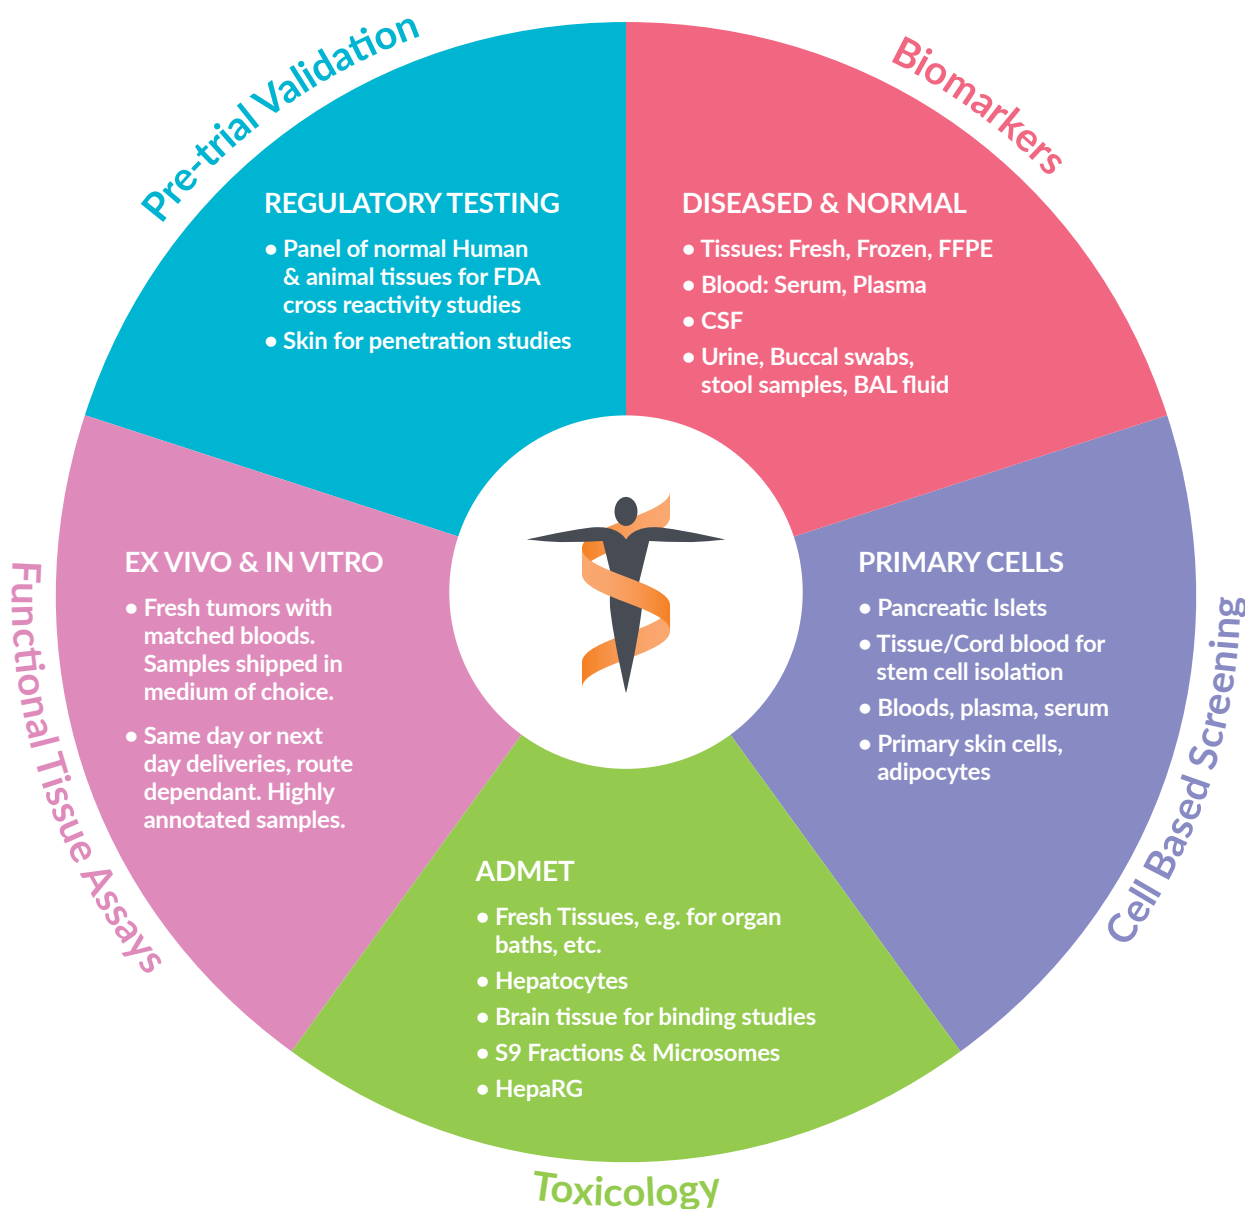 Pre-trial Validation
REGULATORY TESTING
● Panel of normal Human
& animal tissues for FDA
cross reactivity studies
● Skin for penetration studies
Biomarkers
DISEASED & NORMAL
● Tissues: Fresh, Frozen, FFPE
● Blood: Serum, Plasma
● CSF
● Urine, Buccal swabs,
stool samples, BAL fluid
Cell Based Screening
PRIMARY CELLS
● Pancreatic Islets
● Tissue/Cord blood for
stem cell isolation
● Bloods, plasma, serum
● Primary skin cells,
adipocytes
Toxicology
ADMET
● Fresh Tissues, e.g. for organ
baths, etc.
● Hepatocytes
● Brain tissue for binding studies
● S9 Fractions & Microsomes
● HepaRG
Functional Tissue Assays
EX VIVO & IN VITRO
● Fresh tumors with
matched bloods.
Samples shipped in
medium of choice.
● Same day or next
day deliveries, route
dependant. Highly
annotated samples.